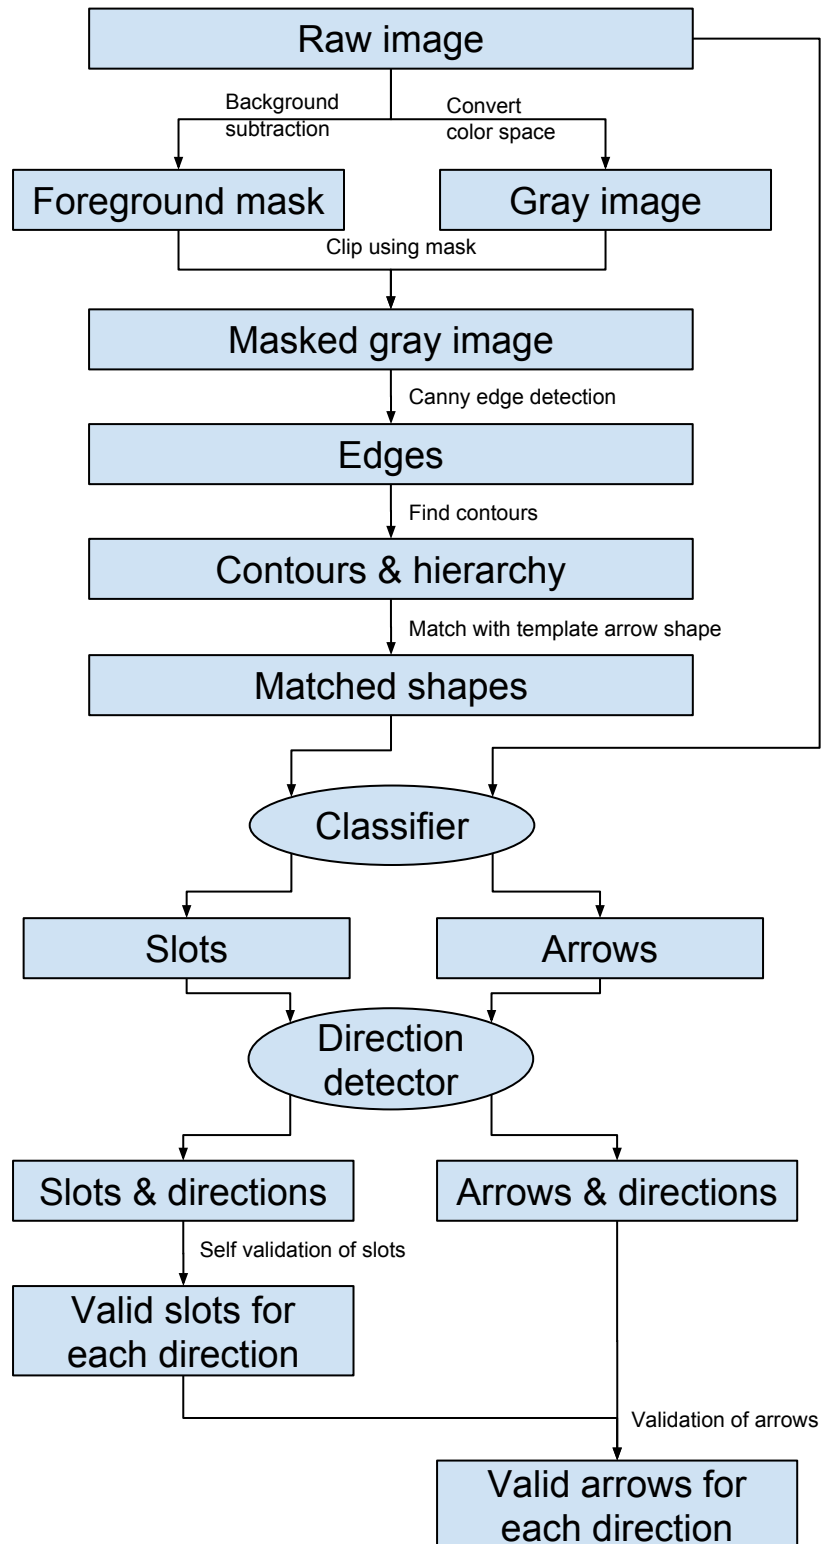 Raw image
Background
subtraction
Convert
color space
Foreground mask
Gray image
Clip using mask
Masked gray image
Canny edge detection
Edges
Find contours
Contours & hierarchy
Match with template arrow shape
Matched shapes
Classifier
Slots
Arrows
Direction
detector
Slots & directions
Arrows & directions
Self validation of slots
Valid slots for
each direction
Validation of arrows
Valid arrows for
each direction